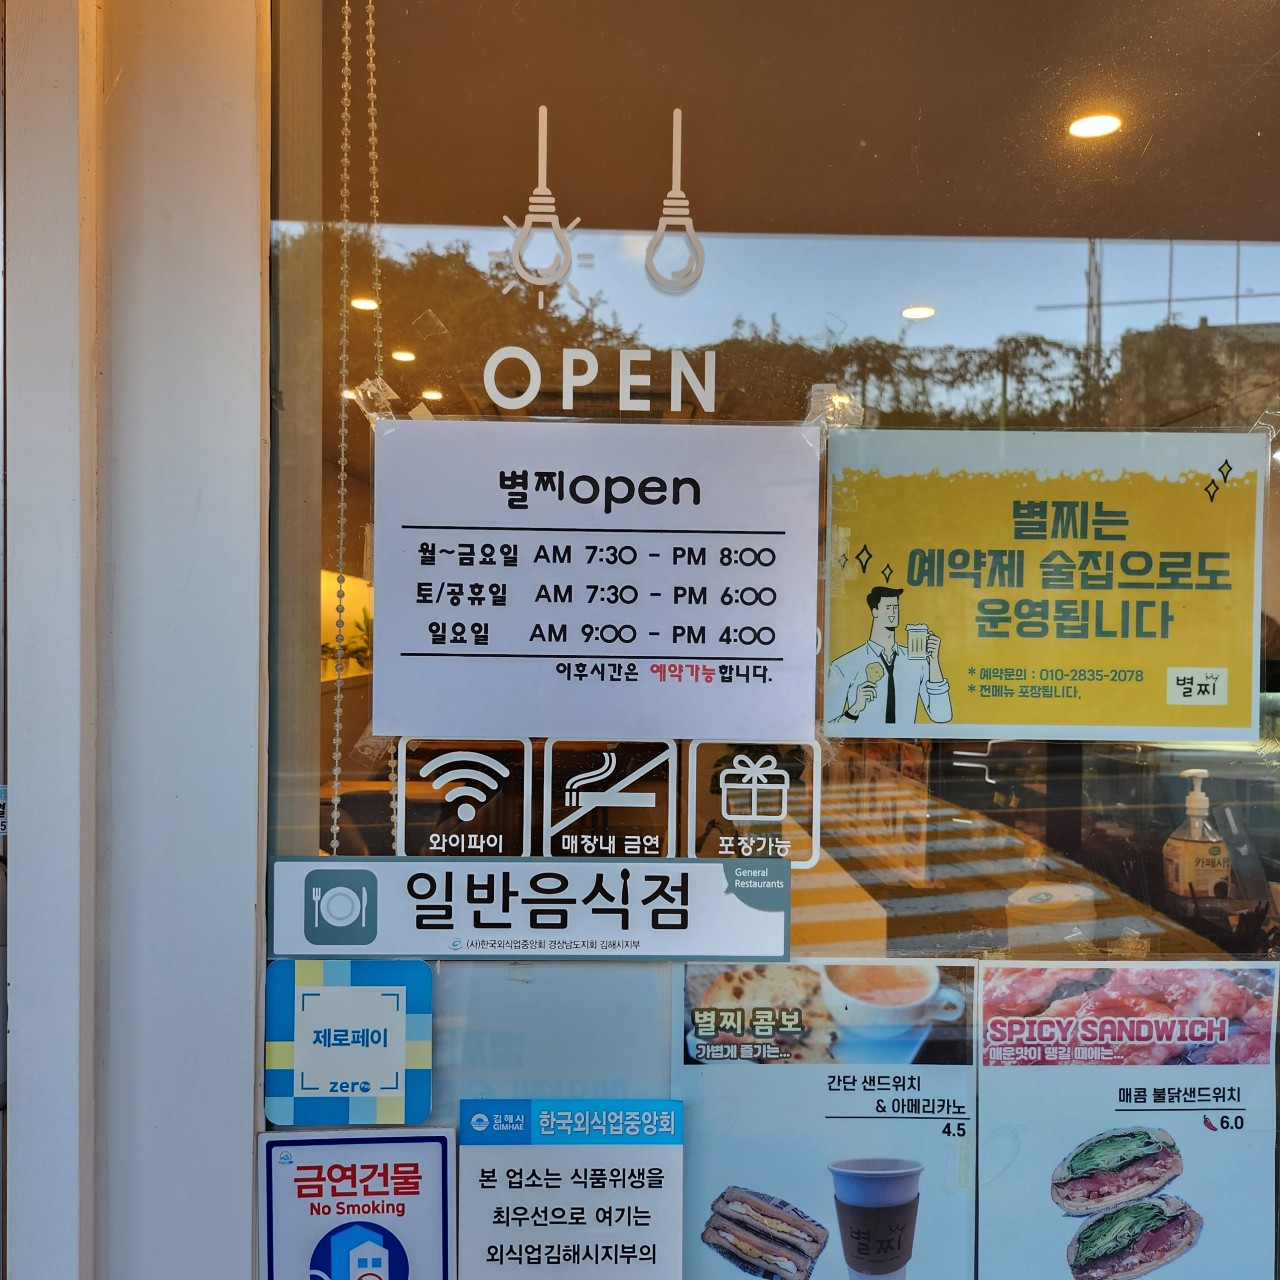 OPEN
별찌open
월~금요일 AM 7:30 - PM 8:00
토/공휴일 AM 7:30 - PM 6:00
일요일 AM 9:00 - PM 4:00
이후시간은 예약가능합니다.
별찌는
예약제 술집으로도
운영됩니다
* 예약문의 : 010-2835-2078
* 전메뉴 포장됩니다.
별찌
와이파이
매장내 금연
포장가능
일반음식점
General
Restaurants
(사)한국외식업중앙회 경상남도지회 김해시지부
카페시럽
제로페이
zero
금연건물
No Smoking
김해시
GIMHAE
한국외식업중앙회
본 업소는 식품위생을
최우선으로 여기는
외식업김해시지부의
별찌 콤보
가볍게 즐기는...
간단 샌드위치
& 아메리카노
4.5
별찌
SPICY SANDWICH
매운맛이 땡길 때에는...
매콤 불닭샌드위치
6.0